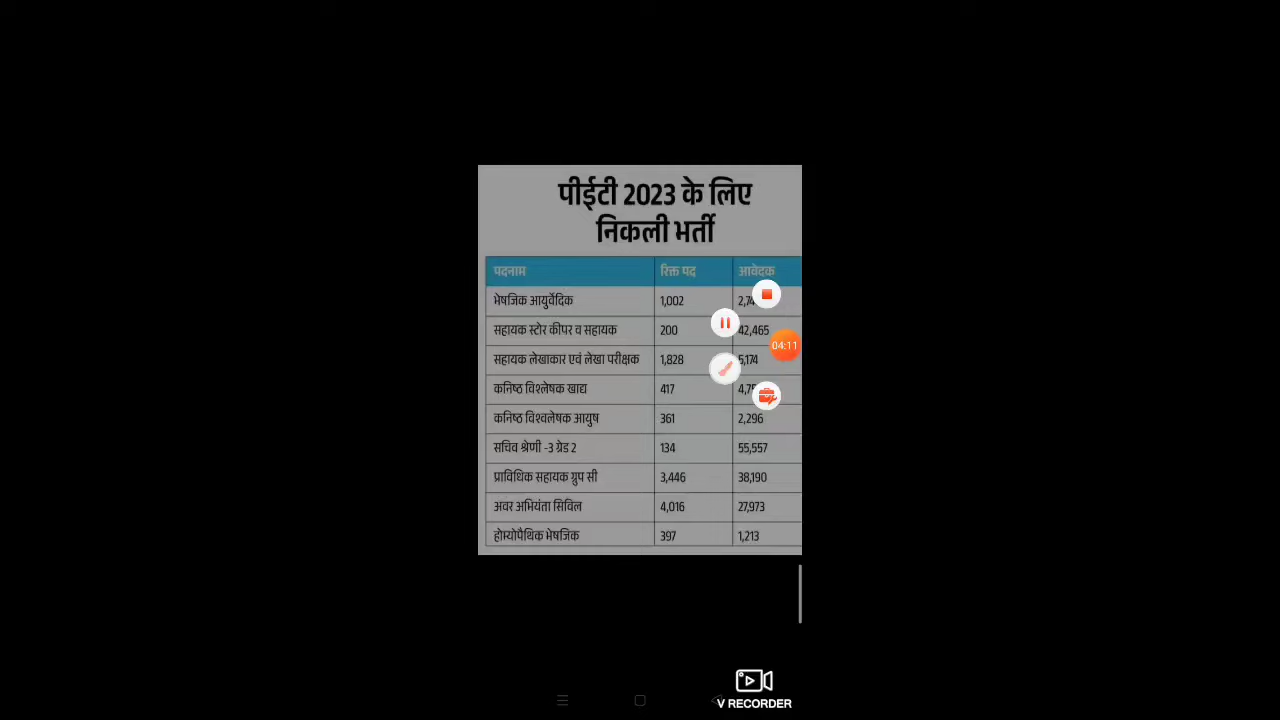 पीईटी 2023 के लिए
निकली भर्ती
पदनाम रिक्त पद आवेदक
भेषजिक आयुर्वेदिक 1,002
सहायक स्टोर कीपर व सहायक 200 42,465
सहायक लेखाकार एवं लेखा परीक्षक 1,828 5,174
04:11
कनिष्ठ विश्लेषक खाद्य 417
कनिष्ठ विश्वलेषक आयुष 361 2,296
सचिव श्रेणी -3 ग्रेड 2 134 55,557
प्राविधिक सहायक ग्रुप सी 3,446 38,190
अवर अभियंता सिविल 4,016 27,973
होम्योपैथिक भेषजिक 397 1,213
V RECORDER